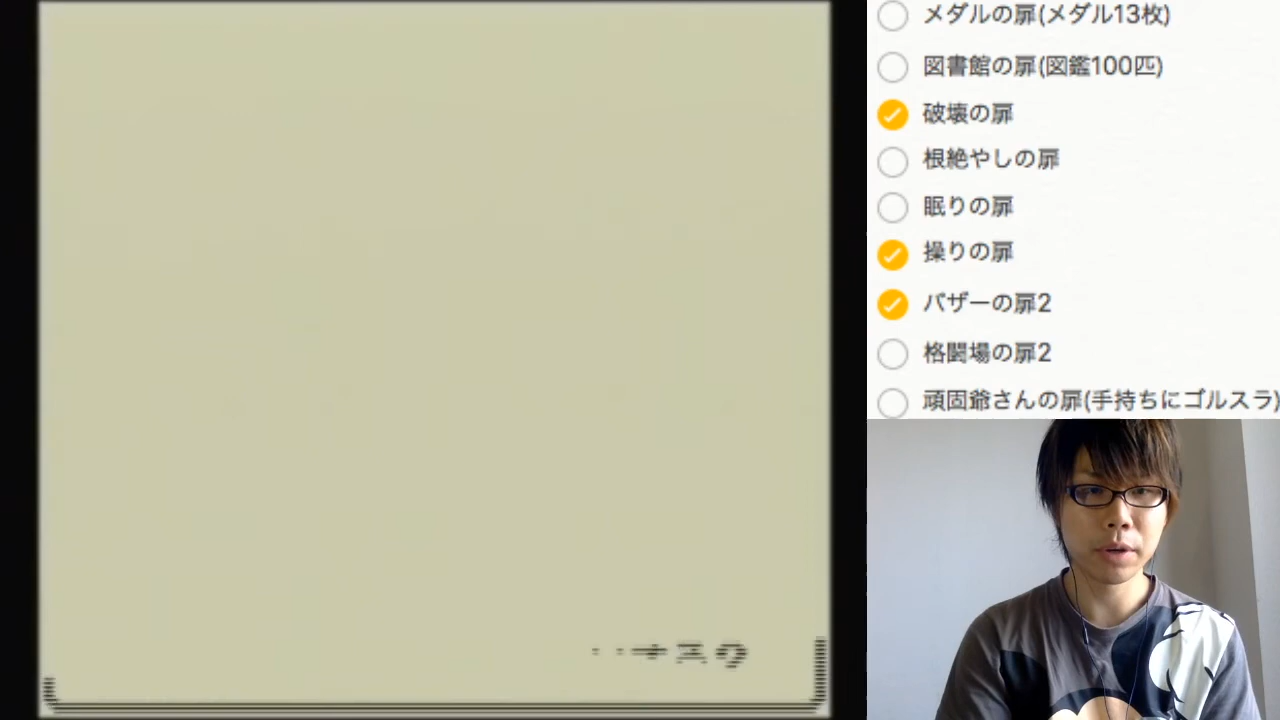 メダルの扉(メダル13枚)
図書館の扉(図鑑100匹)
破壊の扉
根絶やしの扉
眠りの扉
操りの扉
バザーの扉2
格闘場の扉2
頑固爺さんの扉(手持ちにゴルスラ)